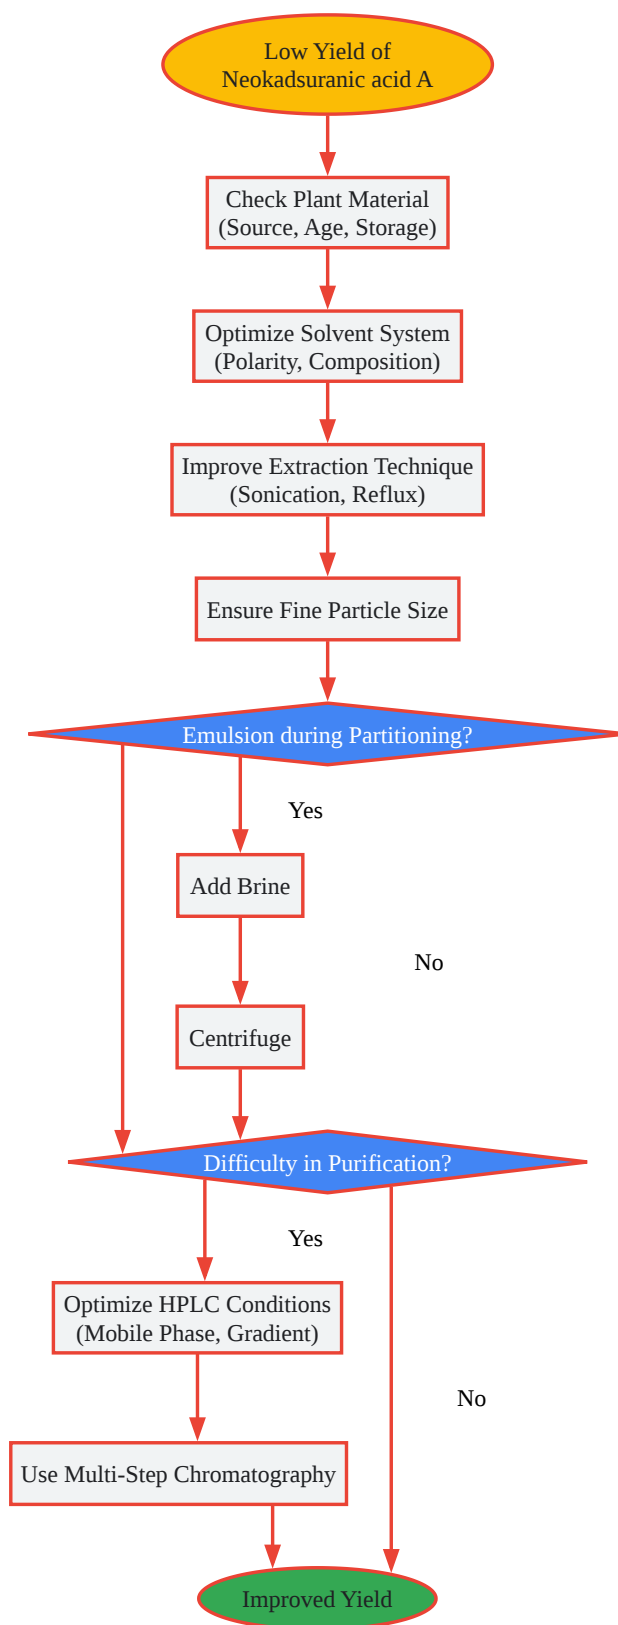 Low Yield of
Neokadsuranic acid A
Check Plant Material
(Source, Age, Storage)
Optimize Solvent System
(Polarity, Composition)
Improve Extraction Technique
(Sonication, Reflux)
Ensure Fine Particle Size
Emulsion during Partitioning?
Yes
Add Brine
No
Centrifuge
Difficulty in Purification?
Yes
Optimize HPLC Conditions
(Mobile Phase, Gradient)
No
Use Multi-Step Chromatography
Improved Yield